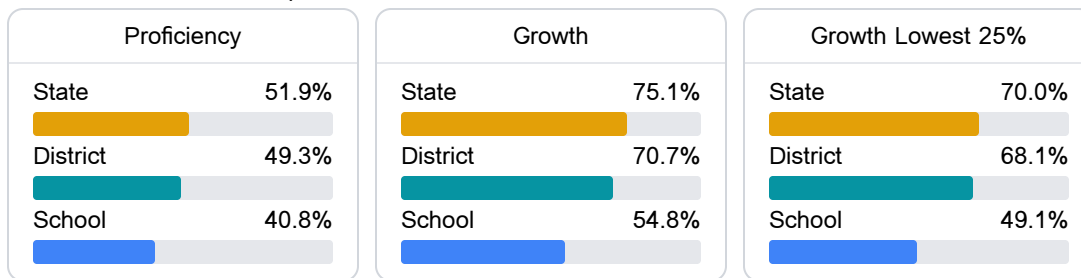 Proficiency
State 51.9%
District 49.3%
School 40.8%
Growth
State 75.1%
District 70.7%
School 54.8%
Growth Lowest 25%
State 70.0%
District 68.1%
School 49.1%